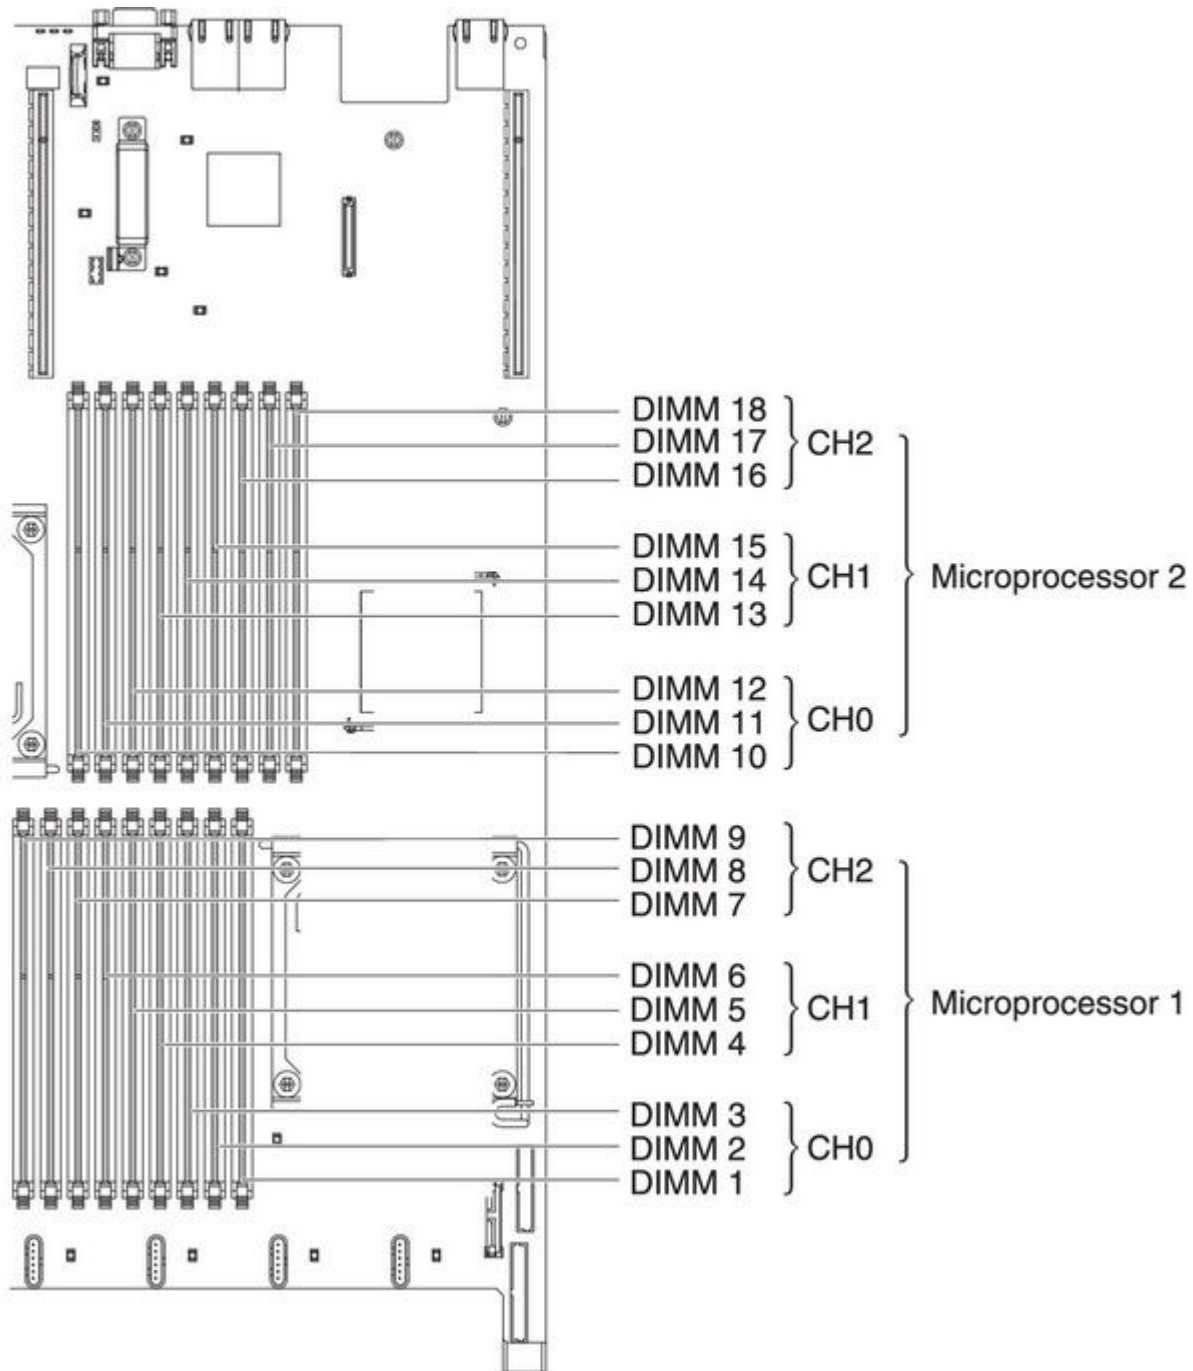 DIMM 18
DIMM 17
CH2
DIMM 16
DIMM 15
DIMM 14
CH1
Microprocessor 2
DIMM 13
DIMM 12
DIMM 11
CH0
DIMM 10
DIMM 9
DIMM 8
CH2
DIMM 7
DIMM 6
DIMM 5
CH1
Microprocessor 1
DIMM 4
DIMM 3
DIMM 2
CH0
DIMM 1